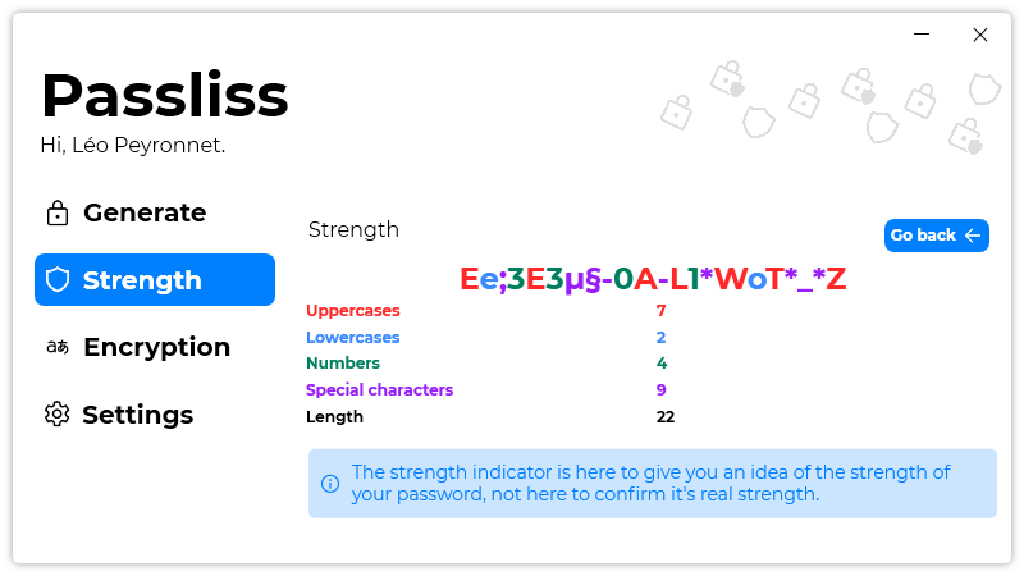 Passliss
Hi, Léo Peyronnet.
Generate
Strength
Encryption
Settings
Strength
Go back
Ee;3E3µ§-0A-L1*WoT*_*Z
Uppercases 7
Lowercases 2
Numbers 4
Special characters 9
Length 22
The strength indicator is here to give you an idea of the strength of
your password, not here to confirm it's real strength.